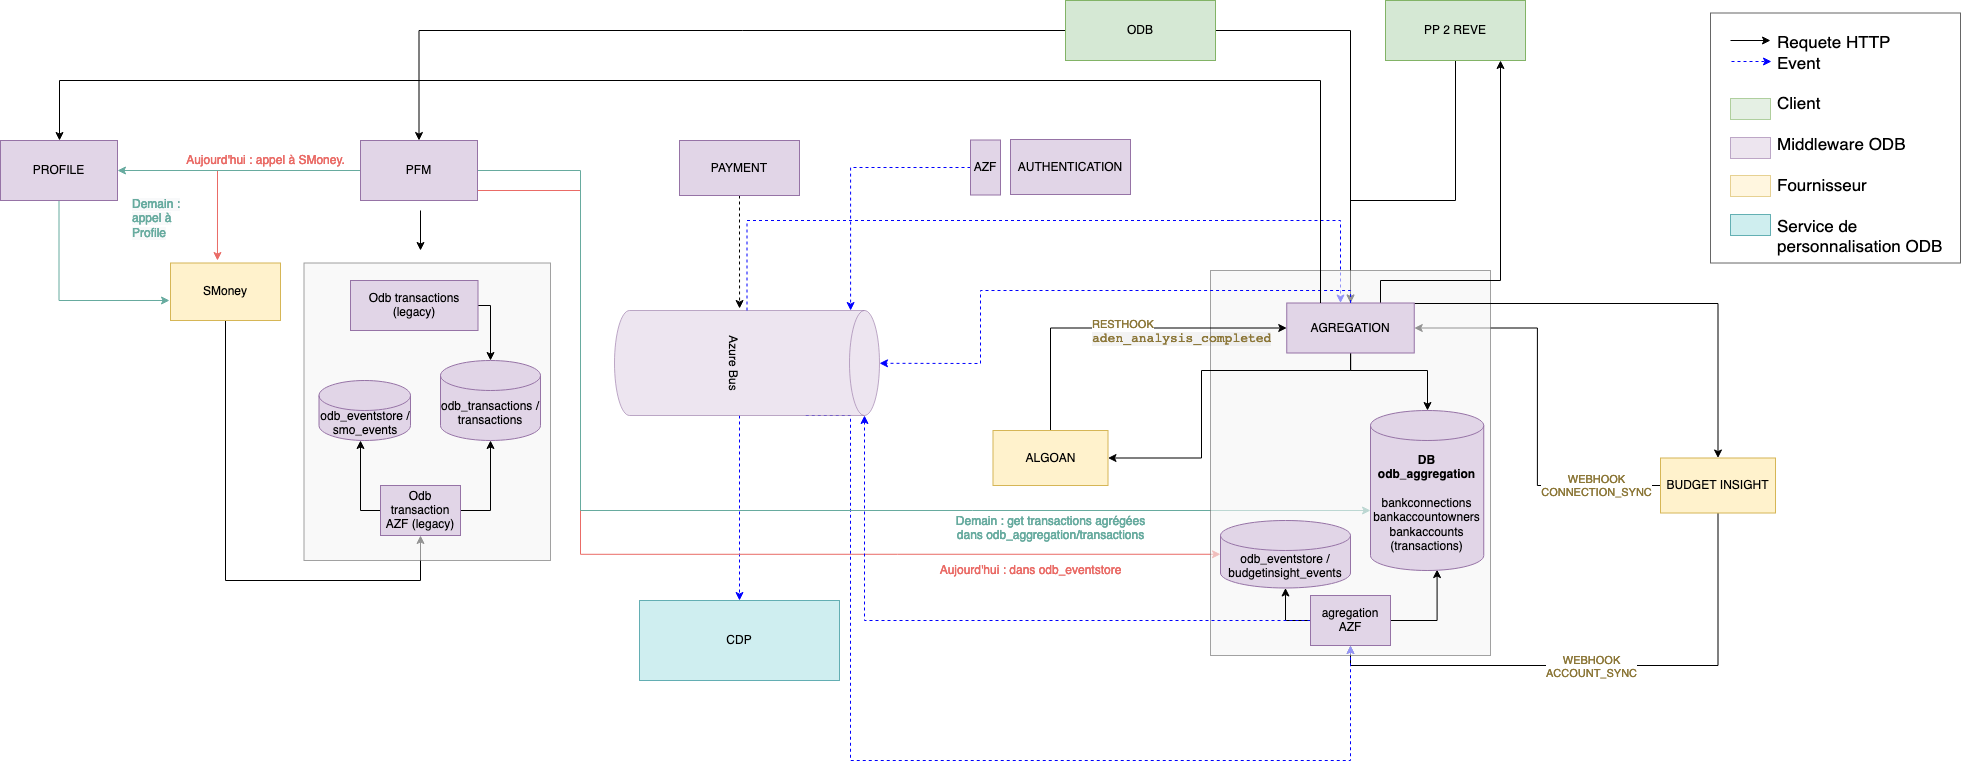 ODB
PP 2 REVE
Requete HTTP
Event
Client
Middleware ODB
Fournisseur
Service de
personnalisation ODB
PROFILE
Aujourd'hui : appel à SMoney.
PFM
PAYMENT
AZF
AUTHENTICATION
Demain :
appel à
Profile
SMoney
Odb transactions
(legacy)
odb_eventstore /
smo_events
odb_transactions /
transactions
Odb
transaction
AZF (legacy)
Azure Bus
RESTHOOK
aden_analysis_completed
AGREGATION
ALGOAN
DB
odb_aggregation
bankconnections
bankaccountowners
bankaccounts
(transactions)
WEBHOOK
CONNECTION_SYNC
BUDGET INSIGHT
Demain : get transactions agrégées
dans odb_aggregation/transactions
Aujourd'hui : dans odb_eventstore
odb_eventstore /
budgetinsight_events
agregation
AZF
CDP
WEBHOOK
ACCOUNT_SYNC